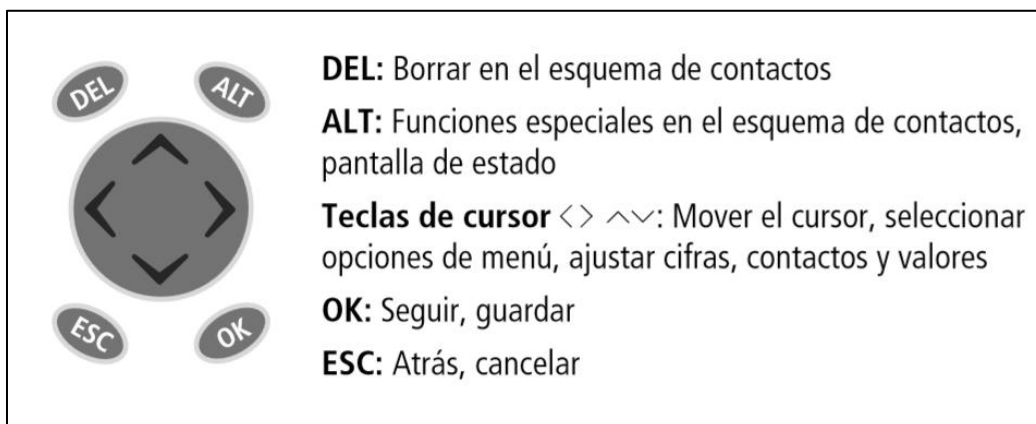 DEL
ALT
ESC
OK
DEL: Borrar en el esquema de contactos
ALT: Funciones especiales en el esquema de contactos,
pantalla de estado
Teclas de cursor <> ︿﹀: Mover el cursor, seleccionar
opciones de menú, ajustar cifras, contactos y valores
OK: Seguir, guardar
ESC: Atrás, cancelar